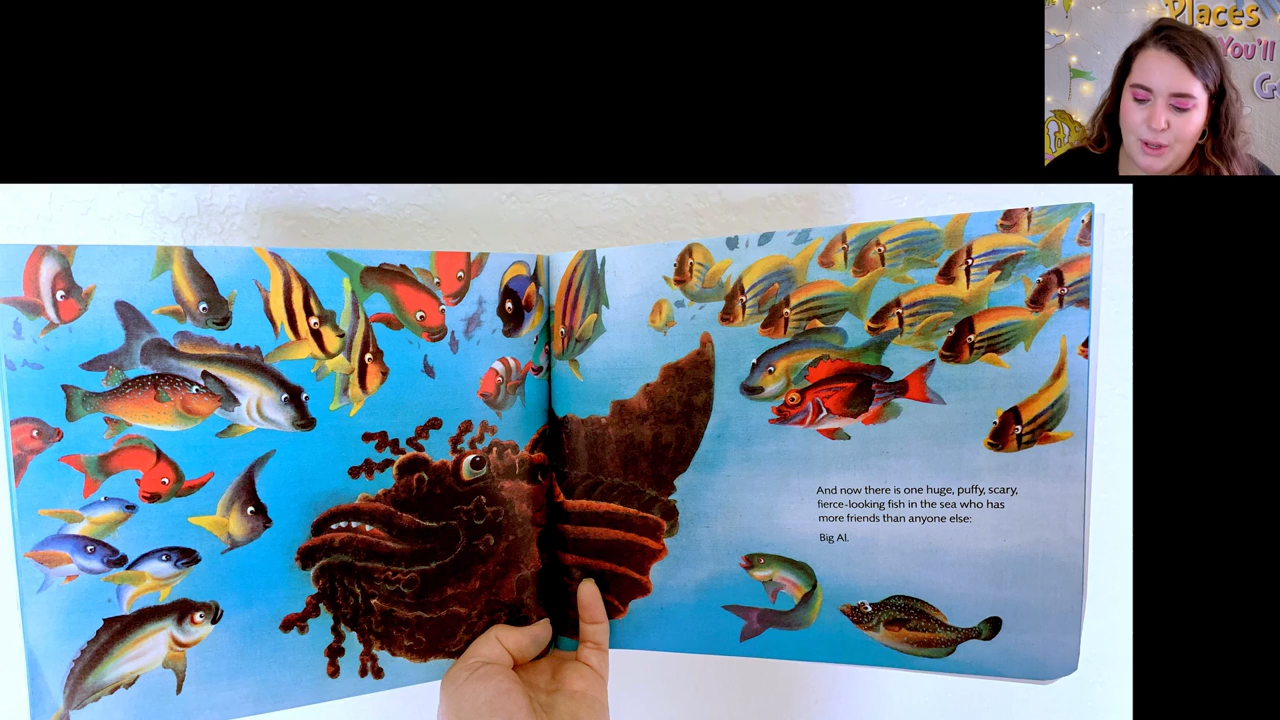 Places
You'll
Go
And now there is one huge, puffy, scary,
fierce-looking fish in the sea who has
more friends than anyone else:
Big Al.